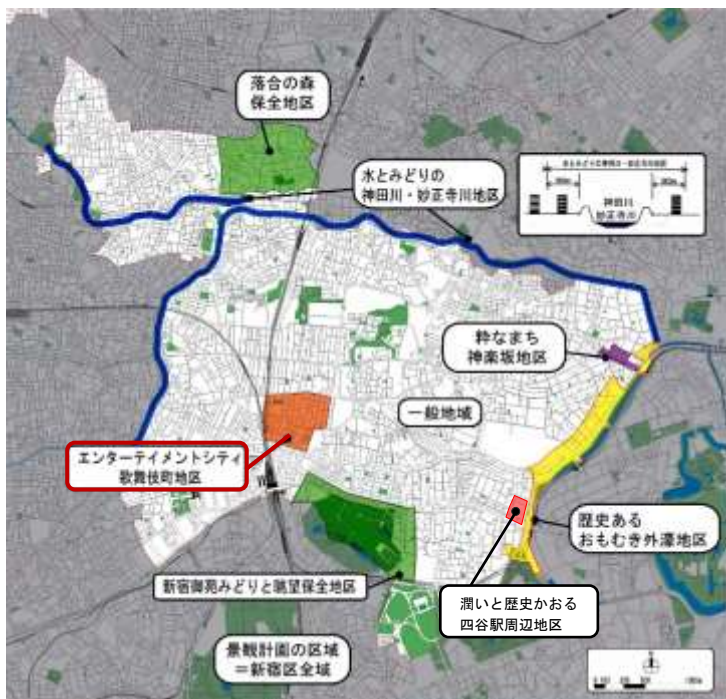 落合の森
保全地区
水とみどりの
神田川・妙正寺川地区
神田川
妙正寺川
粋なまち
神楽坂地区
一般地域
エンターテイメントシティ
歌舞伎町地区
歴史ある
おもむき外濠地区
新宿御苑みどりと眺望保全地区
潤いと歴史かおる
四谷駅周辺地区
景観計画の区域
＝新宿区全域